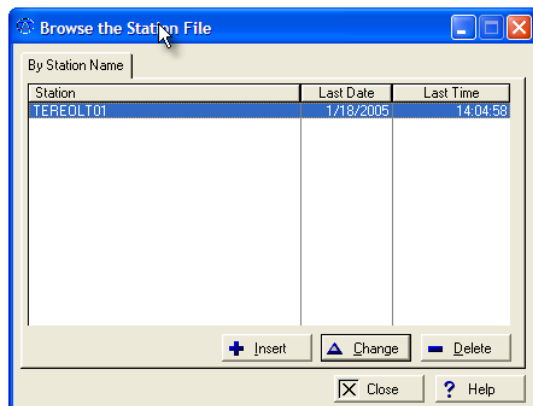 Browse the Station File
By Station Name
Station Last Date Last Time
TEREOLT01 1/18/2005 14:04:58
Insert Change Delete
Close ? Help